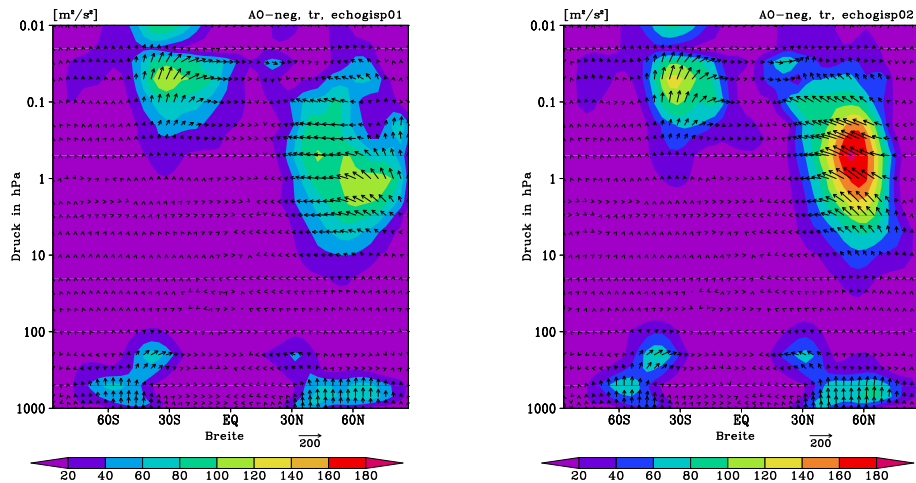 [m²/s²] AO-neg, tr, echogisp01
0.01
0.1
1
10
100
1000
Druck in hPa
60S 30S EQ 30N 60N
Breite
200
20 40 60 80 100 120 140 160 180
[m²/s²] AO-neg, tr, echogisp02
0.01
0.1
1
10
100
1000
Druck in hPa
60S 30S EQ 30N 60N
Breite
200
20 40 60 80 100 120 140 160 180